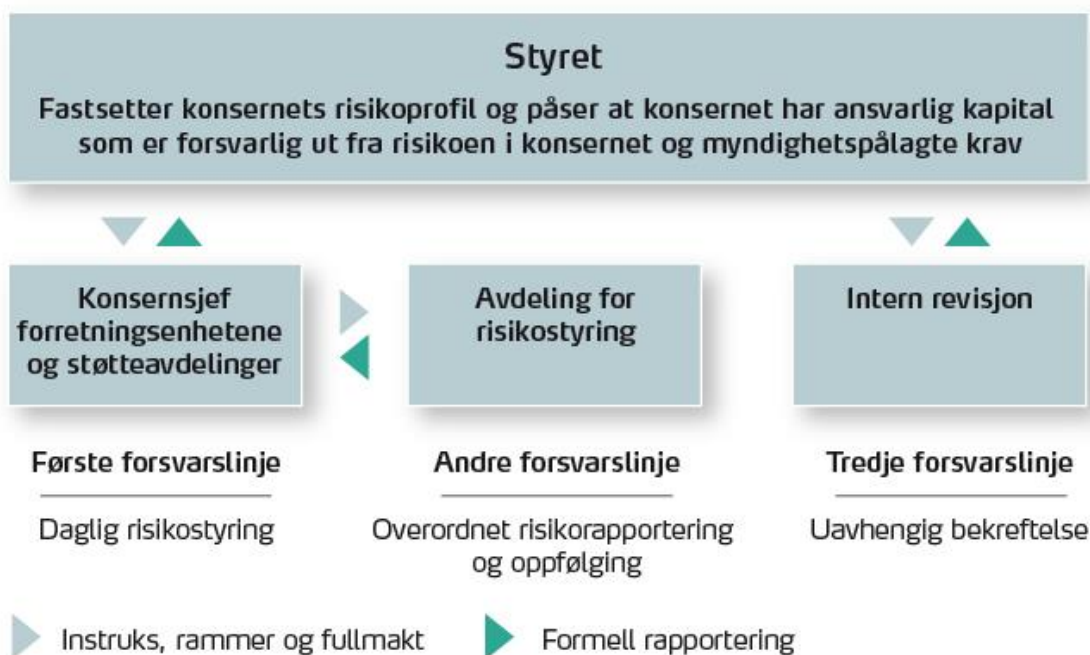 Styret
Fastsetter konsernets risikoprofil og påser at konsernet har ansvarlig kapital
som er forsvarlig ut fra risikoen i konsernet og myndighetspålagte krav
Konsernsjef
forretningsenhetene
og støtteavdelinger
Avdeling for
risikostyring
Intern revisjon
Første forsvarslinje
Daglig risikostyring
Andre forsvarslinje
Overordnet risikorapportering
og oppfølging
Tredje forsvarslinje
Uavhengig bekreftelse
Instruks, rammer og fullmakt
Formell rapportering